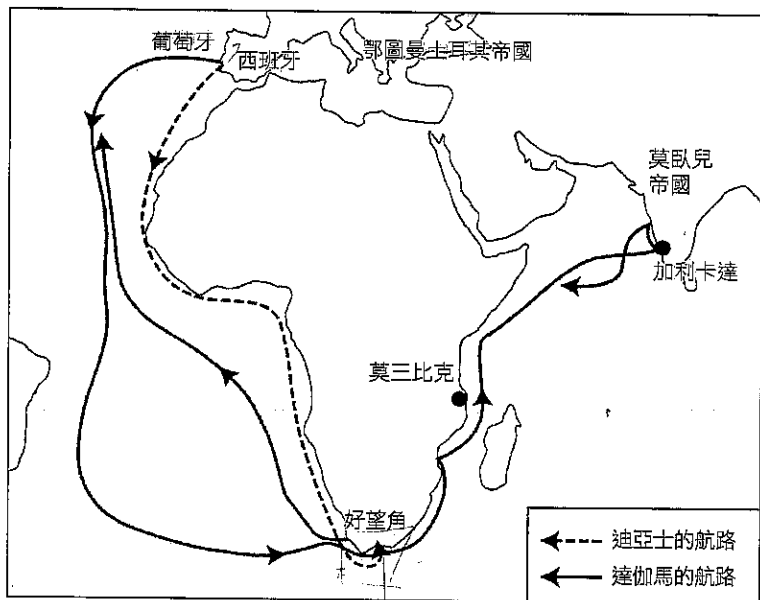 葡萄牙
西班牙
鄂圖曼土耳其帝國
莫臥兒
帝國
加利卡達
莫三比克
好望角
迪亞士的航路
達伽馬的航路